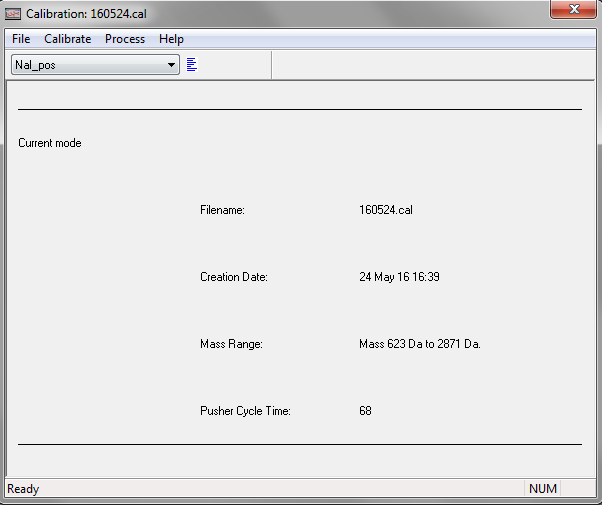 Calibration: 160524.cal
File Calibrate Process Help
NaI_pos
Current mode
Filename: 160524.cal
Creation Date: 24 May 16 16:39
Mass Range: Mass 623 Da to 2871 Da.
Pusher Cycle Time: 68
Ready NUM